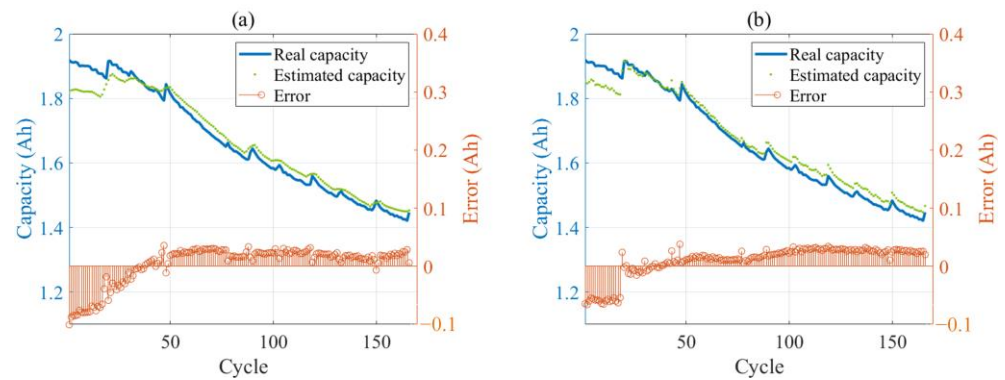 (a)
2
1.8
1.6
1.4
1.2
Capacity (Ah)
Real capacity
Estimated capacity
Error
0.4
0.3
0.2
0.1
0
−0.1
Error (Ah)
50
100
150
Cycle
(b)
2
1.8
1.6
1.4
1.2
Capacity (Ah)
Real capacity
Estimated capacity
Error
0.4
0.3
0.2
0.1
0
−0.1
Error (Ah)
50
100
150
Cycle